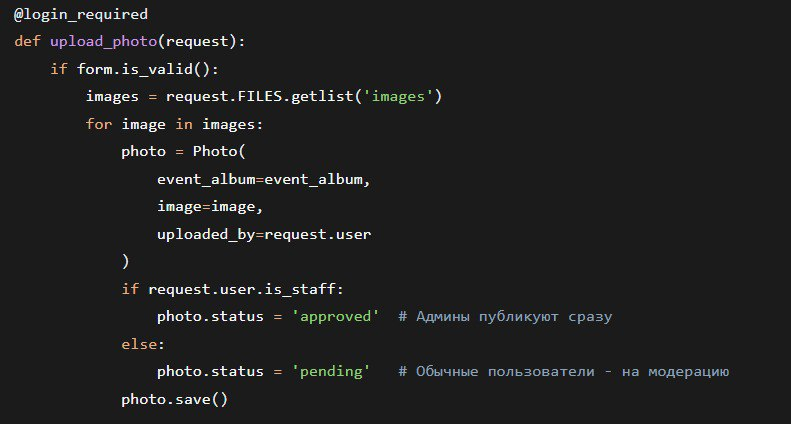 @login_required
def upload_photo(request):
    if form.is_valid():
        images = request.FILES.getlist('images')
        for image in images:
            photo = Photo(
                event_album=event_album,
                image=image,
                uploaded_by=request.user
            )
            if request.user.is_staff:
                photo.status = 'approved'  # Админы публикуют сразу
            else:
                photo.status = 'pending'   # Обычные пользователи - на модерацию
            photo.save()